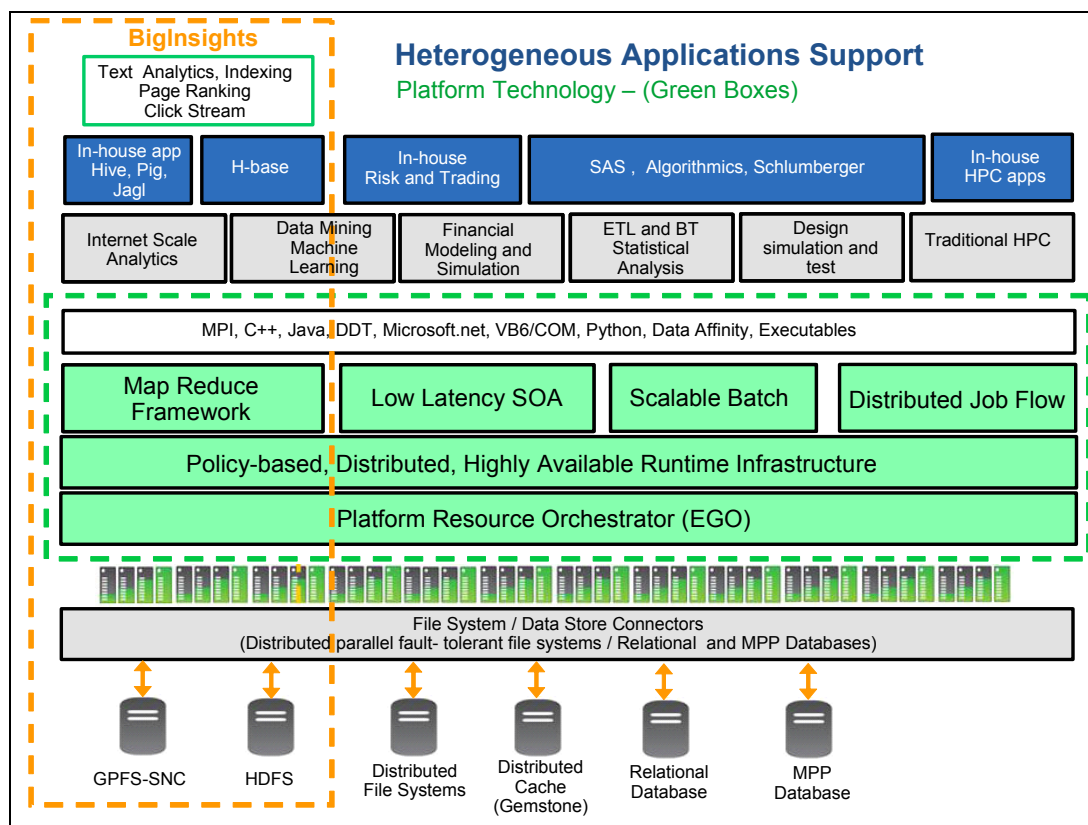 BigInsights
Heterogeneous Applications Support
Platform Technology – (Green Boxes)
Text Analytics, Indexing
Page Ranking
Click Stream
In-house app
Hive, Pig,
Jagl
H-base
In-house
Risk and Trading
SAS , Algorithmics, Schlumberger
In-house
HPC apps
Internet Scale
Analytics
Data Mining
Machine
Learning
Financial
Modeling and
Simulation
ETL and BT
Statistical
Analysis
Design
simulation and
test
Traditional HPC
MPI, C++, Java, DDT, Microsoft.net, VB6/COM, Python, Data Affinity, Executables
Map Reduce
Framework
Low Latency SOA
Scalable Batch
Distributed Job Flow
Policy-based, Distributed, Highly Available Runtime Infrastructure
Platform Resource Orchestrator (EGO)
File System / Data Store Connectors
(Distributed parallel fault- tolerant file systems / Relational and MPP Databases)
GPFS-SNC
HDFS
Distributed
File Systems
Distributed
Cache
(Gemstone)
Relational
Database
MPP
Database